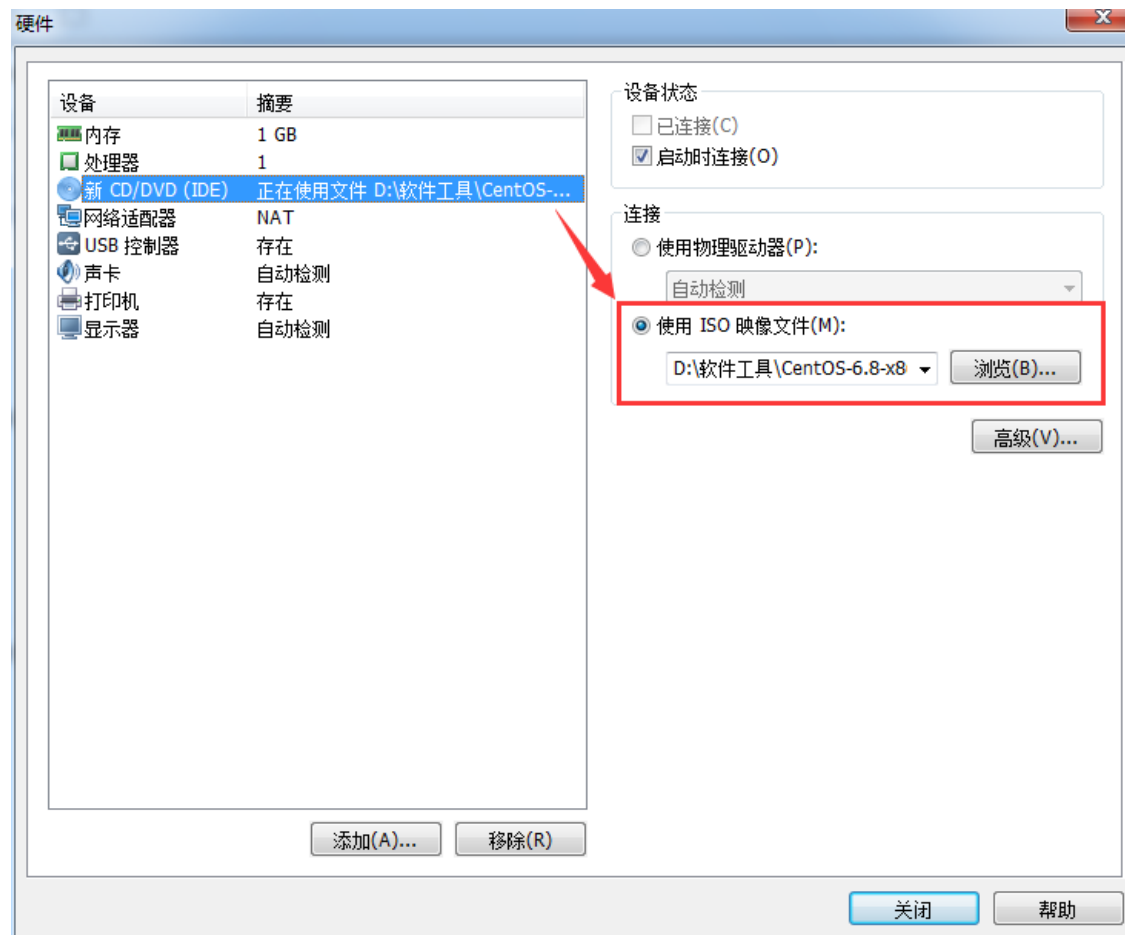 硬件
设备 摘要
内存 1 GB
处理器 1
新 CD/DVD (IDE) 正在使用文件 D:\软件工具\CentOS-...
网络适配器 NAT
USB 控制器 存在
声卡 自动检测
打印机 存在
显示器 自动检测
添加(A)... 移除(R)
设备状态
已连接(C)
启动时连接(O)
连接
使用物理驱动器(P):
自动检测
使用 ISO 映像文件(M):
D:\软件工具\CentOS-6.8-x8 浏览(B)...
高级(V)...
关闭 帮助